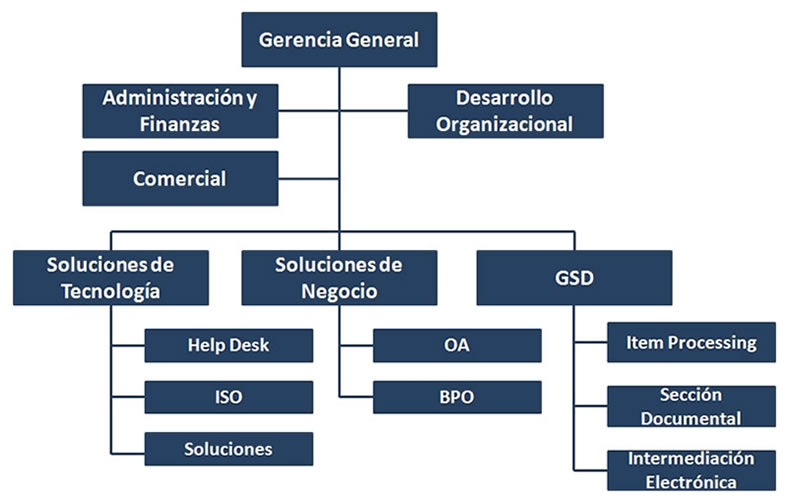 Gerencia General
Administración y
Finanzas
Desarrollo
Organizacional
Comercial
Soluciones de
Tecnología
Soluciones de
Negocio
GSD
Help Desk
ISO
Soluciones
OA
BPO
Item Processing
Sección
Documental
Intermediación
Electrónica